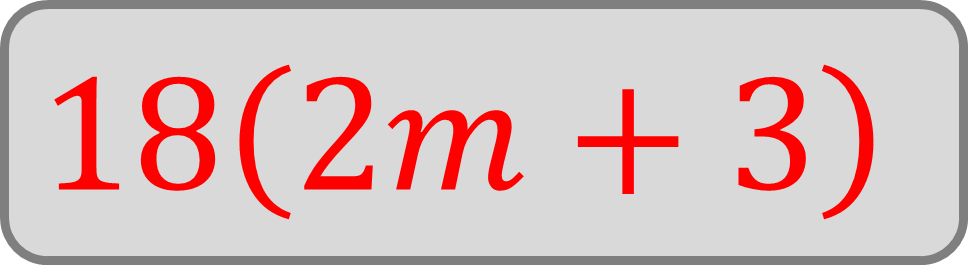 18(2𝑚 + 3)